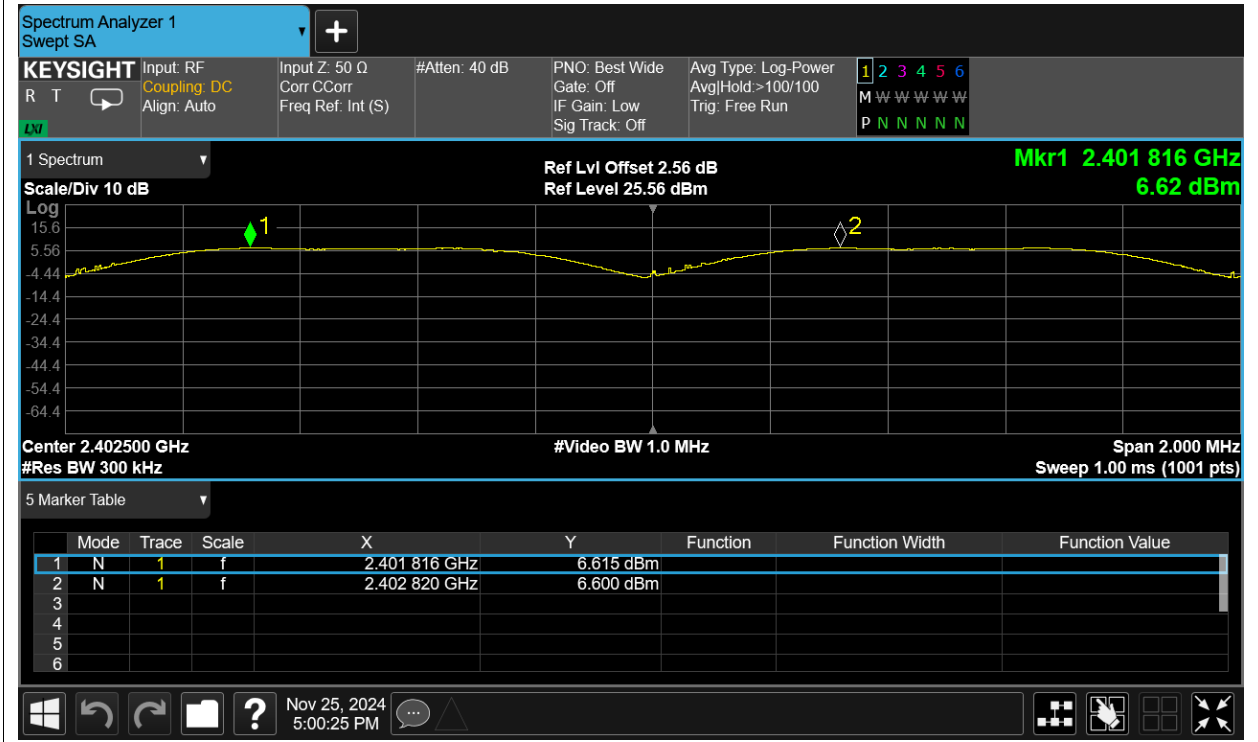 Spectrum Analyzer 1
Swept SA
KEYSIGHT
R T
LXI
Input: RF
Coupling: DC
Align: Auto
Input Z: 50 Ω
Corr CCorr
Freq Ref: Int (S)
#Atten: 40 dB
PNO: Best Wide
Gate: Off
IF Gain: Low
Sig Track: Off
Avg Type: Log-Power
Avg|Hold:>100/100
Trig: Free Run
1 2 3 4 5 6
M W W W W W
P N N N N N
1 Spectrum
Scale/Div 10 dB
Ref Lvl Offset 2.56 dB
Ref Level 25.56 dBm
Mkr1 2.401 816 GHz
6.62 dBm
Log
15.6
5.56
-4.44
-14.4
-24.4
-34.4
-44.4
-54.4
-64.4
1
2
Center 2.402500 GHz
#Video BW 1.0 MHz
Span 2.000 MHz
#Res BW 300 kHz
Sweep 1.00 ms (1001 pts)
5 Marker Table
Mode Trace Scale X Y Function Function Width Function Value
1 N 1 f 2.401 816 GHz 6.615 dBm
2 N 1 f 2.402 820 GHz 6.600 dBm
3
4
5
6
?
Nov 25, 2024
5:00:25 PM